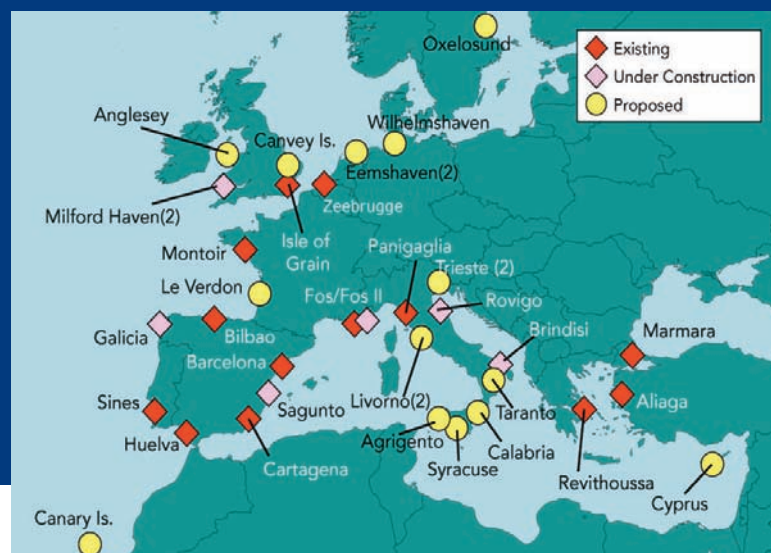 Oxelosund
Existing
Under Construction
Proposed
Anglesey
Canvey Is.
Wilhelmshaven
Eemshaven(2)
Milford Haven(2)
Zeebrugge
Isle of
Grain
Montoir
Panigaglia
Trieste (2)
Le Verdon
Fos/Fos II
Rovigo
Galicia
Bilbao
Brindisi
Marmara
Barcelona
Sines
Sagunto
Livorno(2)
Taranto
Aliaga
Huelva
Agrigento
Calabria
Cartagena
Syracuse
Revithoussa
Cyprus
Canary Is.